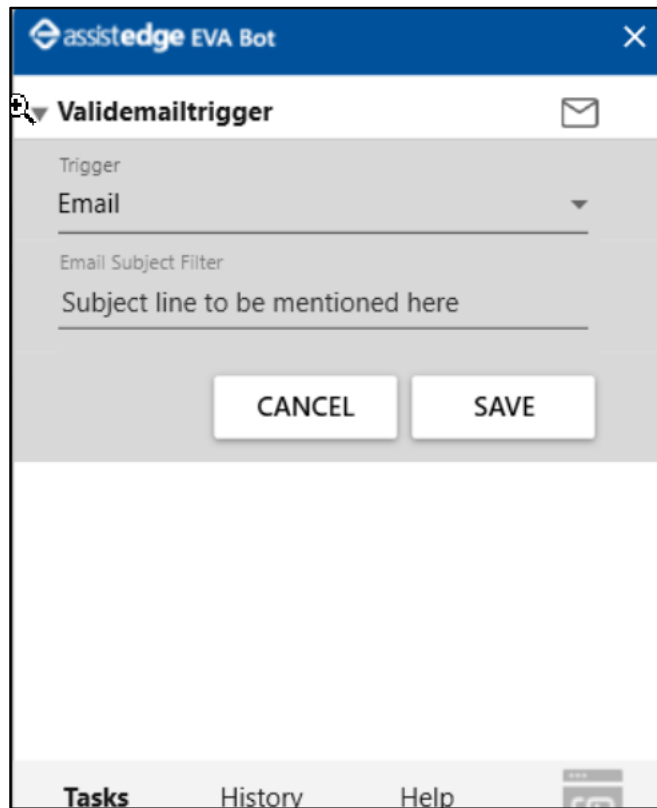 assistedge EVA Bot
Validemailtrigger
Trigger
Email
Email Subject Filter
Subject line to be mentioned here
CANCEL SAVE
Tasks History Help